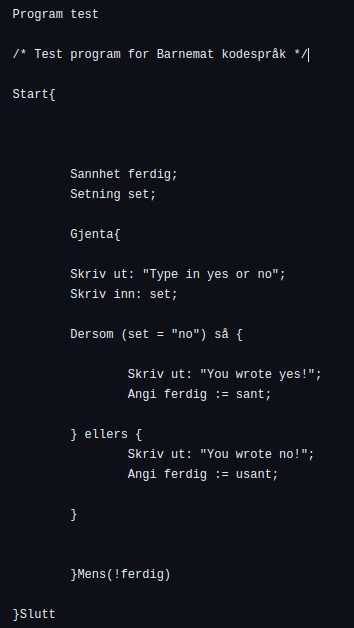 Program test
/* Test program for Barnemat kodespråk */
Start{
Sannhet ferdig;
Setning set;
Gjenta{
Skriv ut: "Type in yes or no";
Skriv inn: set;
Dersom (set = "no") så {
Skriv ut: "You wrote yes!";
Angi ferdig := sant;
} ellers {
Skriv ut: "You wrote no!";
Angi ferdig := usant;
}
}Mens(!ferdig)
}Slutt